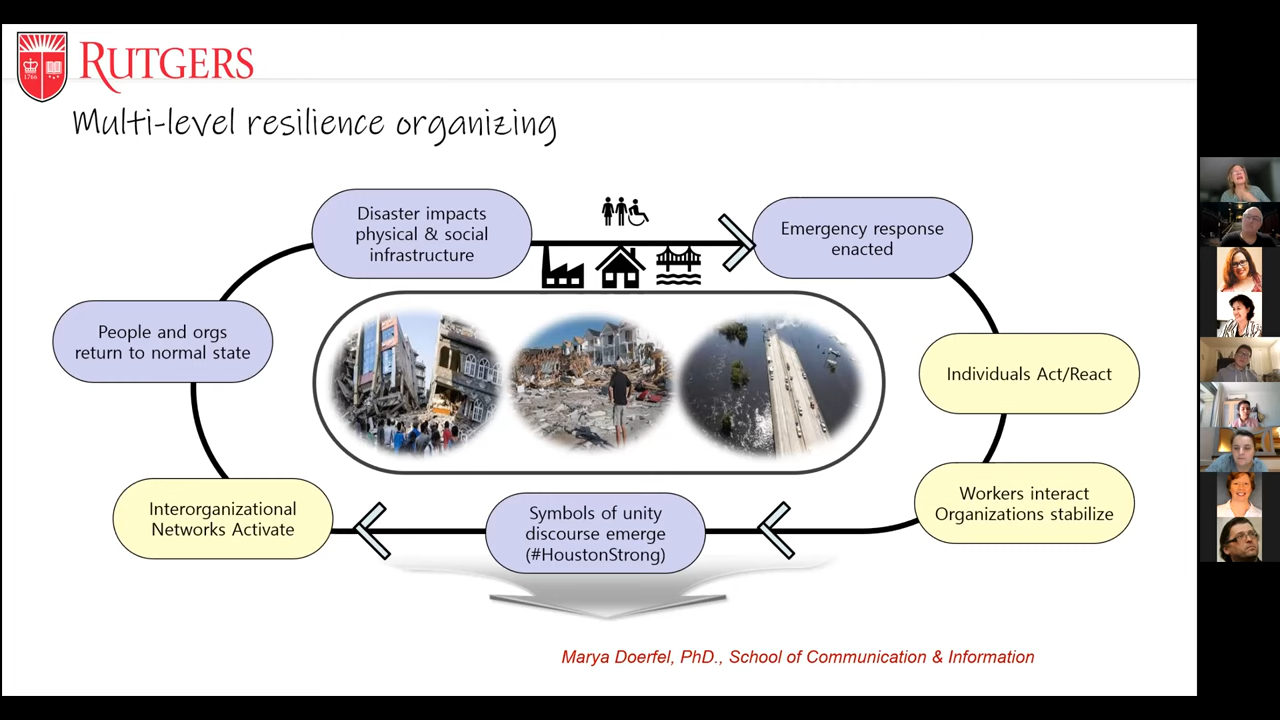 RUTGERS
1766
Multi-level resilience organizing
Disaster impacts
physical & social
infrastructure
Emergency response
enacted
People and orgs
return to normal state
Individuals Act/React
Interorganizational
Networks Activate
Symbols of unity
discourse emerge
(#HoustonStrong)
Workers interact
Organizations stabilize
Marya Doerfel, PhD., School of Communication & Information